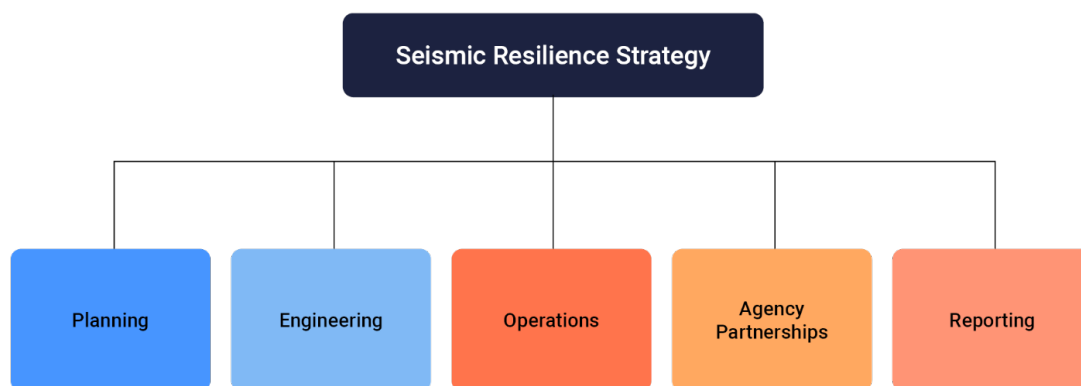 Seismic Resilience Strategy
Planning
Engineering
Operations
Agency
Partnerships
Reporting